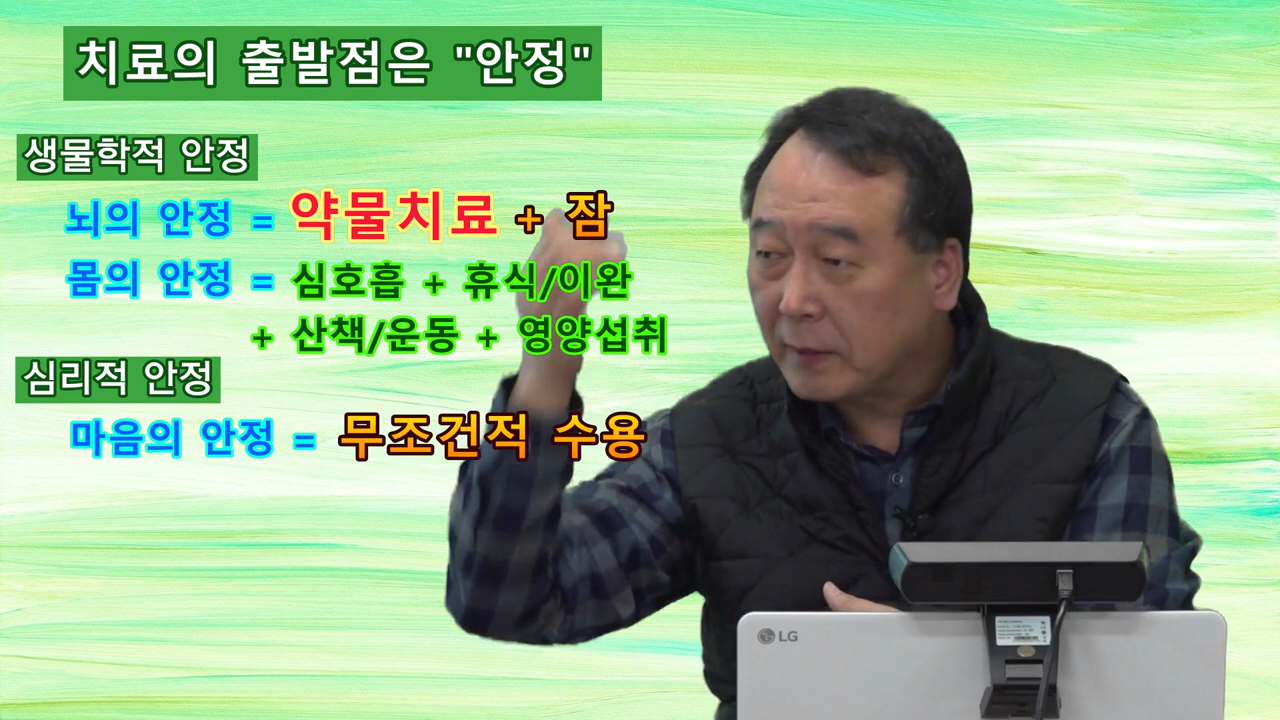 치료의 출발점은 "안정"
생물학적 안정
뇌의 안정 = 약물치료 + 잠
몸의 안정 = 심호흡 + 휴식/이완
+ 산책/운동 + 영양섭취
심리적 안정
마음의 안정 = 무조건적 수용
LG